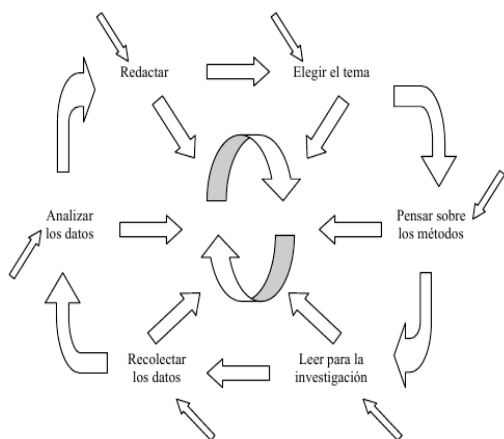 Redactar
Elegir el tema
Pensar sobre
los métodos
Leer para la
investigación
Recolectar
los datos
Analizar
los datos